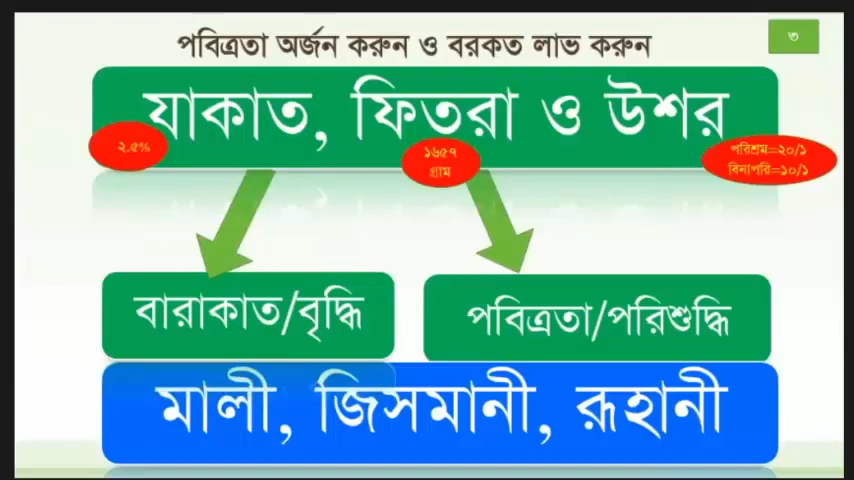 পবিত্রতা অর্জন করুন ও বরকত লাভ করুন
৩
যাকাত, ফিতরা ও উশর
২.৫%
১৬৫৭
গ্রাম
পরিশ্রম=২০/১
বিনাপরি=১০/১
বারাকাত/বৃদ্ধি
পবিত্রতা/পরিশুদ্ধি
মালী, জিসমানী, রূহানী